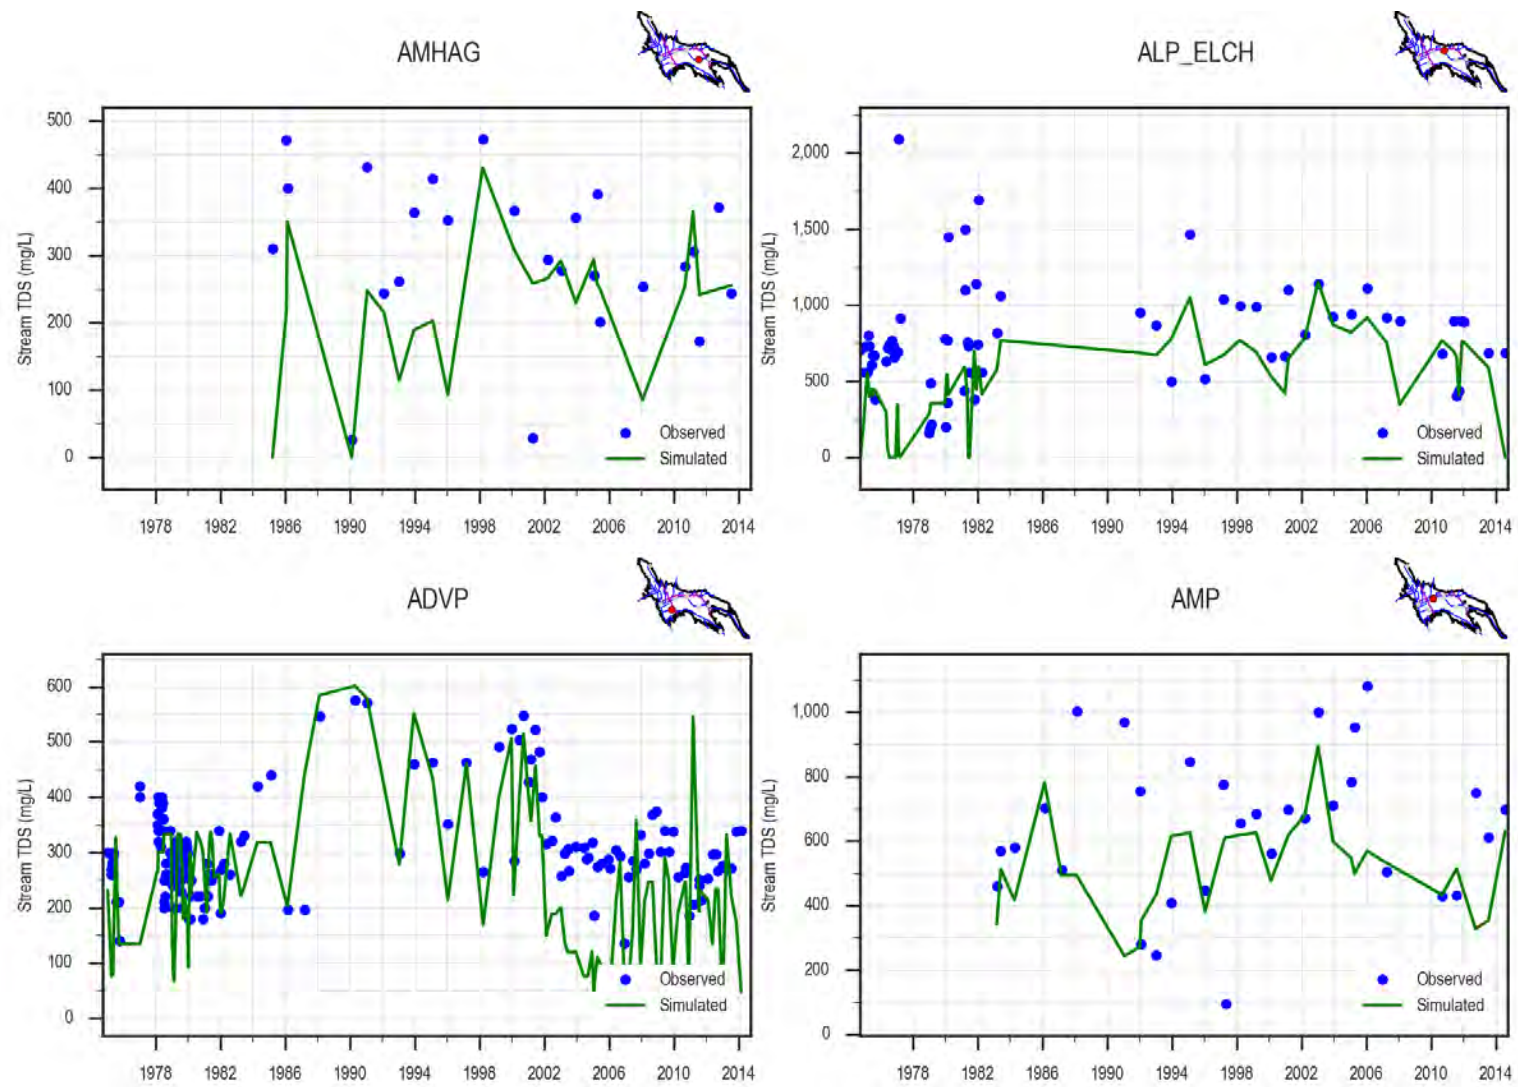 AMHAG
Stream TDS (mg/L)
500
400
300
200
100
0
Observed
Simulated
1978 1982 1986 1990 1994 1998 2002 2006 2010 2014
ALP_ELCH
Stream TDS (mg/L)
2,000
1,500
1,000
500
0
Observed
Simulated
1978 1982 1986 1990 1994 1998 2002 2006 2010 2014
ADVP
Stream TDS (mg/L)
600
500
400
300
200
100
0
Observed
Simulated
1978 1982 1986 1990 1994 1998 2002 2006 2010 2014
AMP
Stream TDS (mg/L)
1,000
800
600
400
200
0
Observed
Simulated
1978 1982 1986 1990 1994 1998 2002 2006 2010 2014